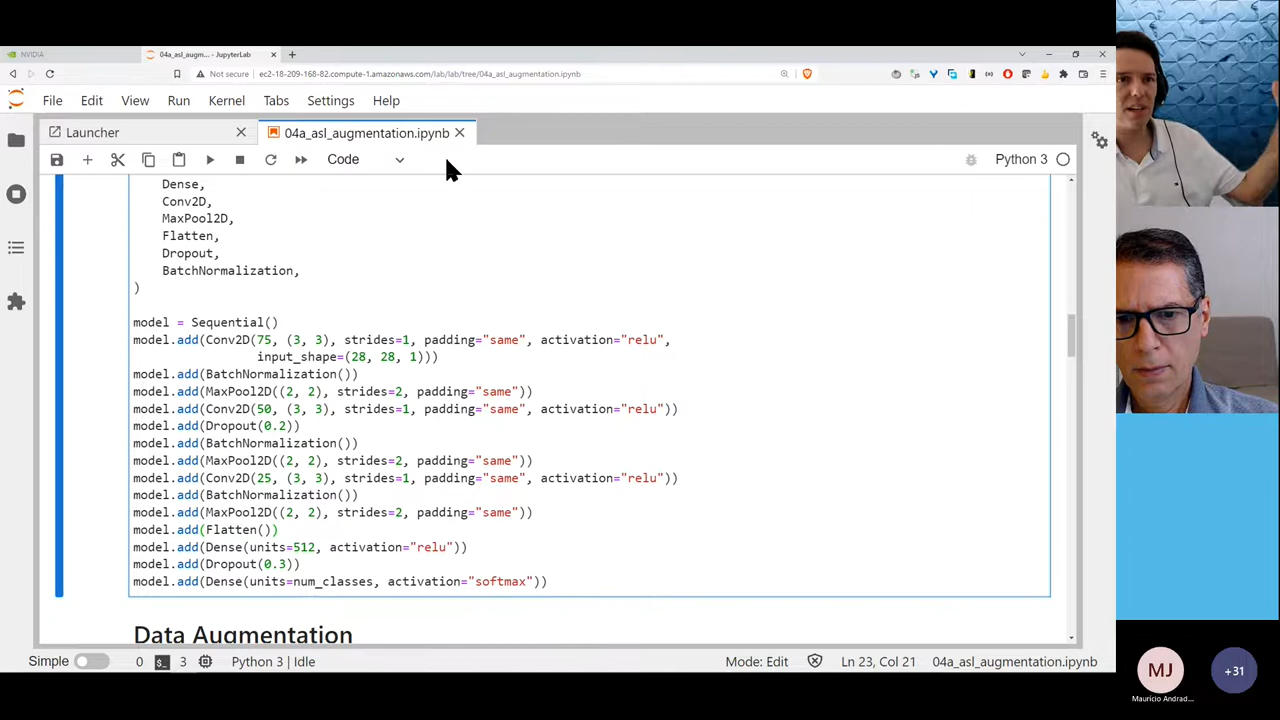 NVIDIA
04a_asl_augm... - JupyterLab
Not secure
ec2-18-209-168-82.compute-1.amazonaws.com/lab/lab/tree/04a_asl_augmentation.ipynb
File Edit View Run Kernel Tabs Settings Help
Launcher
04a_asl_augmentation.ipynb
Code
Python 3
Dense,
Conv2D,
MaxPool2D,
Flatten,
Dropout,
BatchNormalization,
)
model = Sequential()
model.add(Conv2D(75, (3, 3), strides=1, padding="same", activation="relu",
input_shape=(28, 28, 1)))
model.add(BatchNormalization())
model.add(MaxPool2D((2, 2), strides=2, padding="same"))
model.add(Conv2D(50, (3, 3), strides=1, padding="same", activation="relu"))
model.add(Dropout(0.2))
model.add(BatchNormalization())
model.add(MaxPool2D((2, 2), strides=2, padding="same"))
model.add(Conv2D(25, (3, 3), strides=1, padding="same", activation="relu"))
model.add(BatchNormalization())
model.add(MaxPool2D((2, 2), strides=2, padding="same"))
model.add(Flatten())
model.add(Dense(units=512, activation="relu"))
model.add(Dropout(0.3))
model.add(Dense(units=num_classes, activation="softmax"))
Data Augmentation
Simple 0 3 Python 3 | Idle
Mode: Edit Ln 23, Col 21 04a_asl_augmentation.ipynb
MJ
Maurício Andrad...
+31